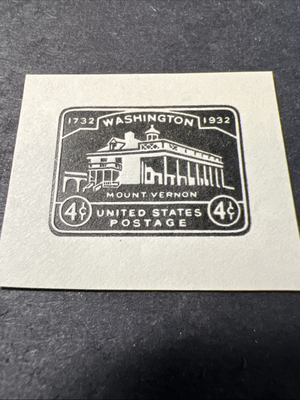 1732 WASHINGTON 1932
MOUNT VERNON
4¢ UNITED STATES 4¢
POSTAGE